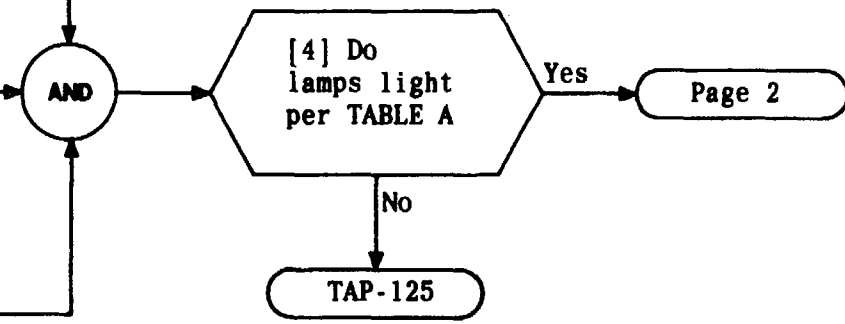 AND
[4] Do
lamps light
per TABLE A
Yes
Page 2
No
TAP-125